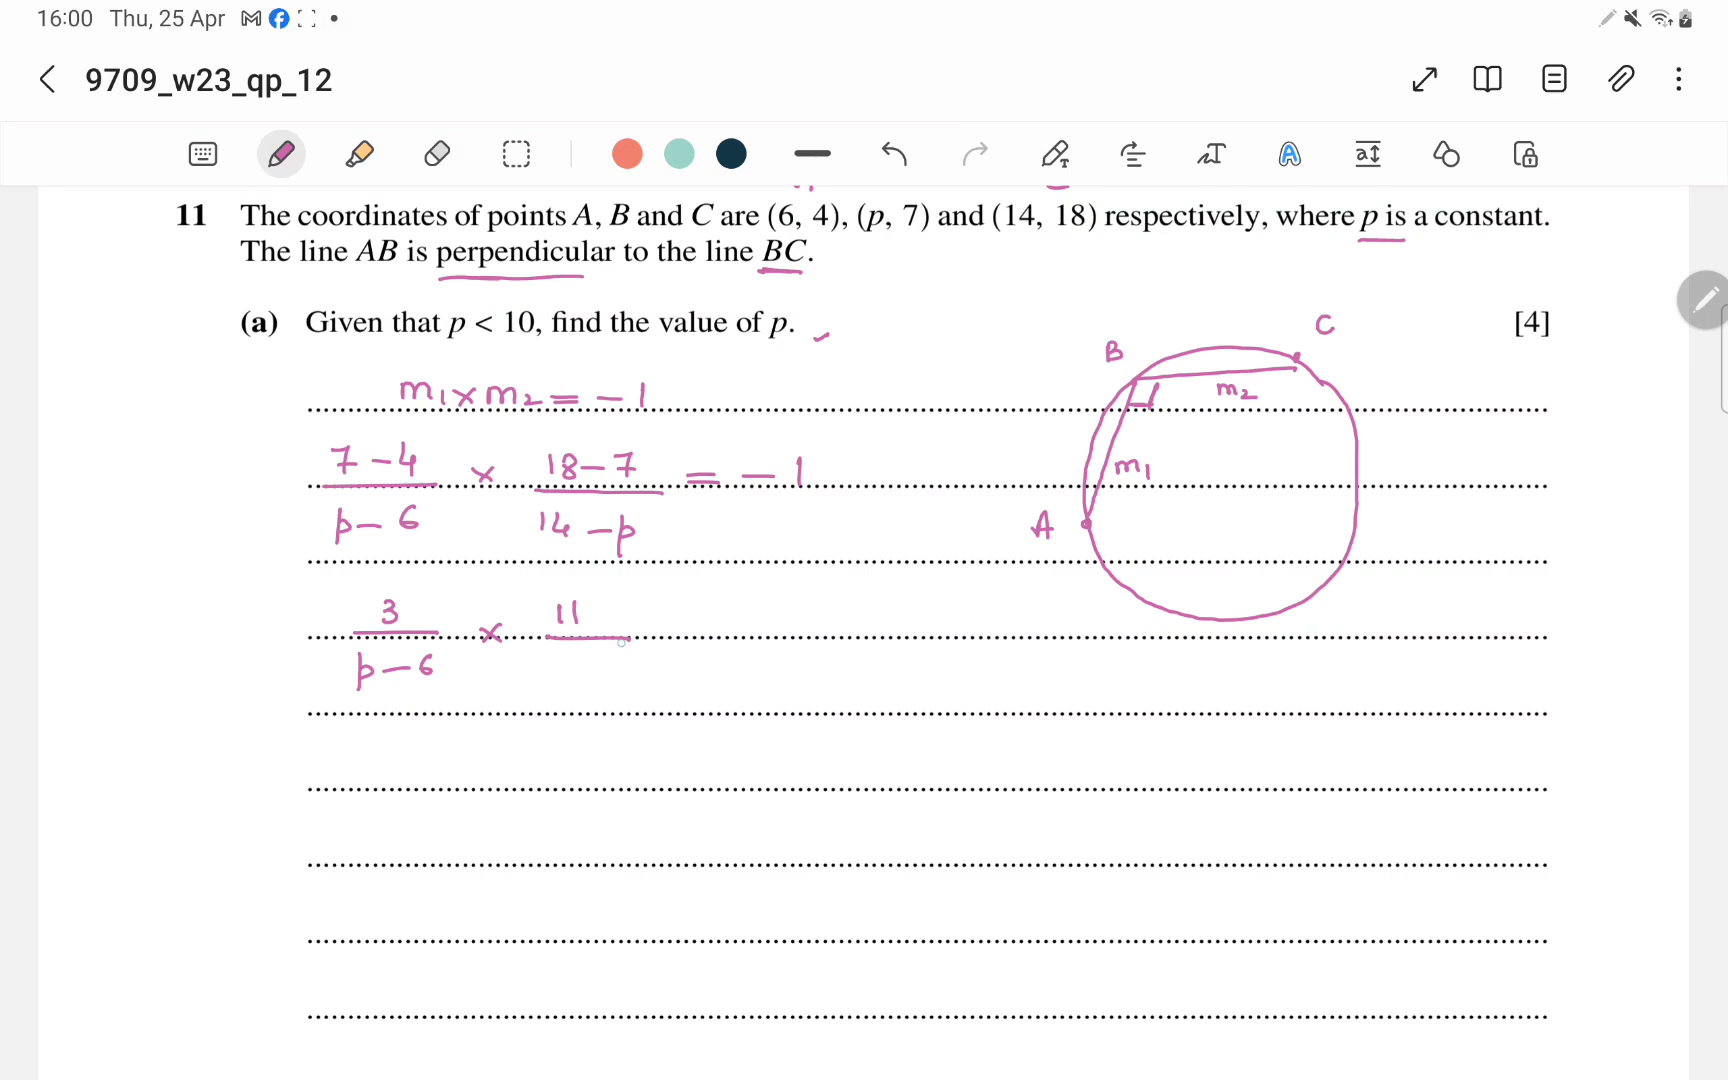 16:00 Thu, 25 Apr
9709_w23_qp_12
11 The coordinates of points A, B and C are (6, 4), (p, 7) and (14, 18) respectively, where p is a constant.
The line AB is perpendicular to the line BC.
(a) Given that p < 10, find the value of p. [4]
C
B
m₁ × m₂ = −1
m₂
7 − 4 / p − 6 × 18 − 7 / 14 − p = −1
m₁
A
3 / p − 6 × 11